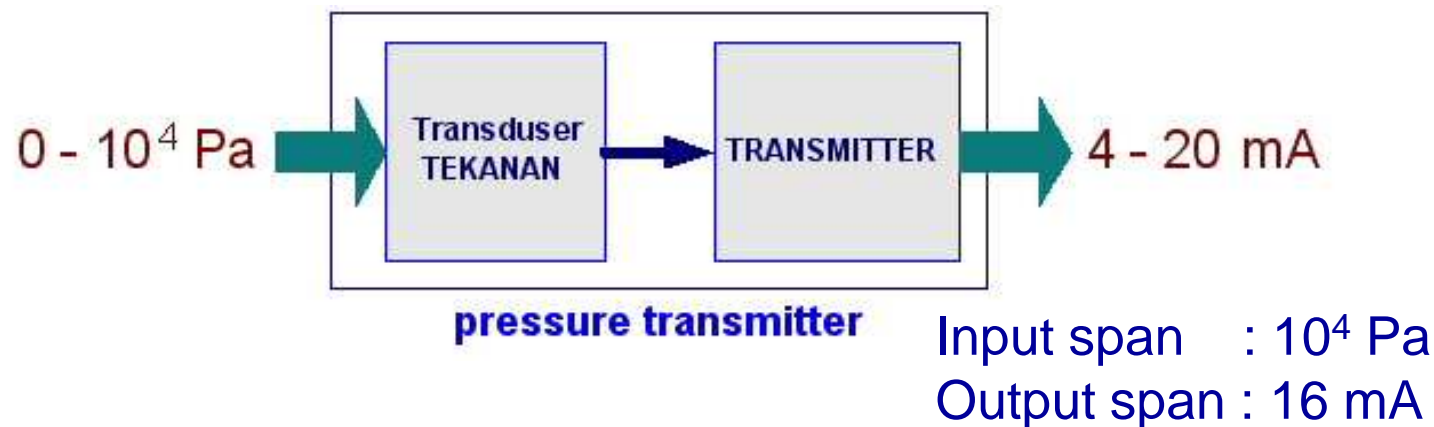 0 - 10⁴ Pa
Transduser
TEKANAN
TRANSMITTER
4 - 20 mA
pressure transmitter
Input span : 10⁴ Pa
Output span : 16 mA